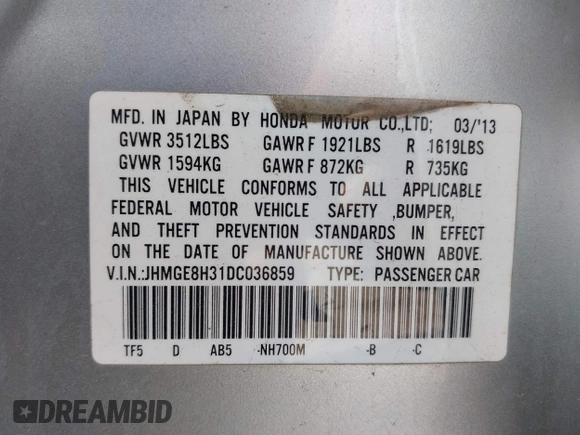 MFD. IN JAPAN BY HONDA MOTOR CO.,LTD; 03/'13
GVWR 3512LBS GAWR F 1921LBS R 1619LBS
GVWR 1594KG GAWR F 872KG R 735KG
THIS VEHICLE CONFORMS TO ALL APPLICABLE
FEDERAL MOTOR VEHICLE SAFETY ,BUMPER,
AND THEFT PREVENTION STANDARDS IN EFFECT
ON THE DATE OF MANUFACTURE SHOWN ABOVE.
V.I.N.:JHMGE8H31DC036859 TYPE: PASSENGER CAR
TF5 D AB5 -NH700M -B -C
DREAMBID